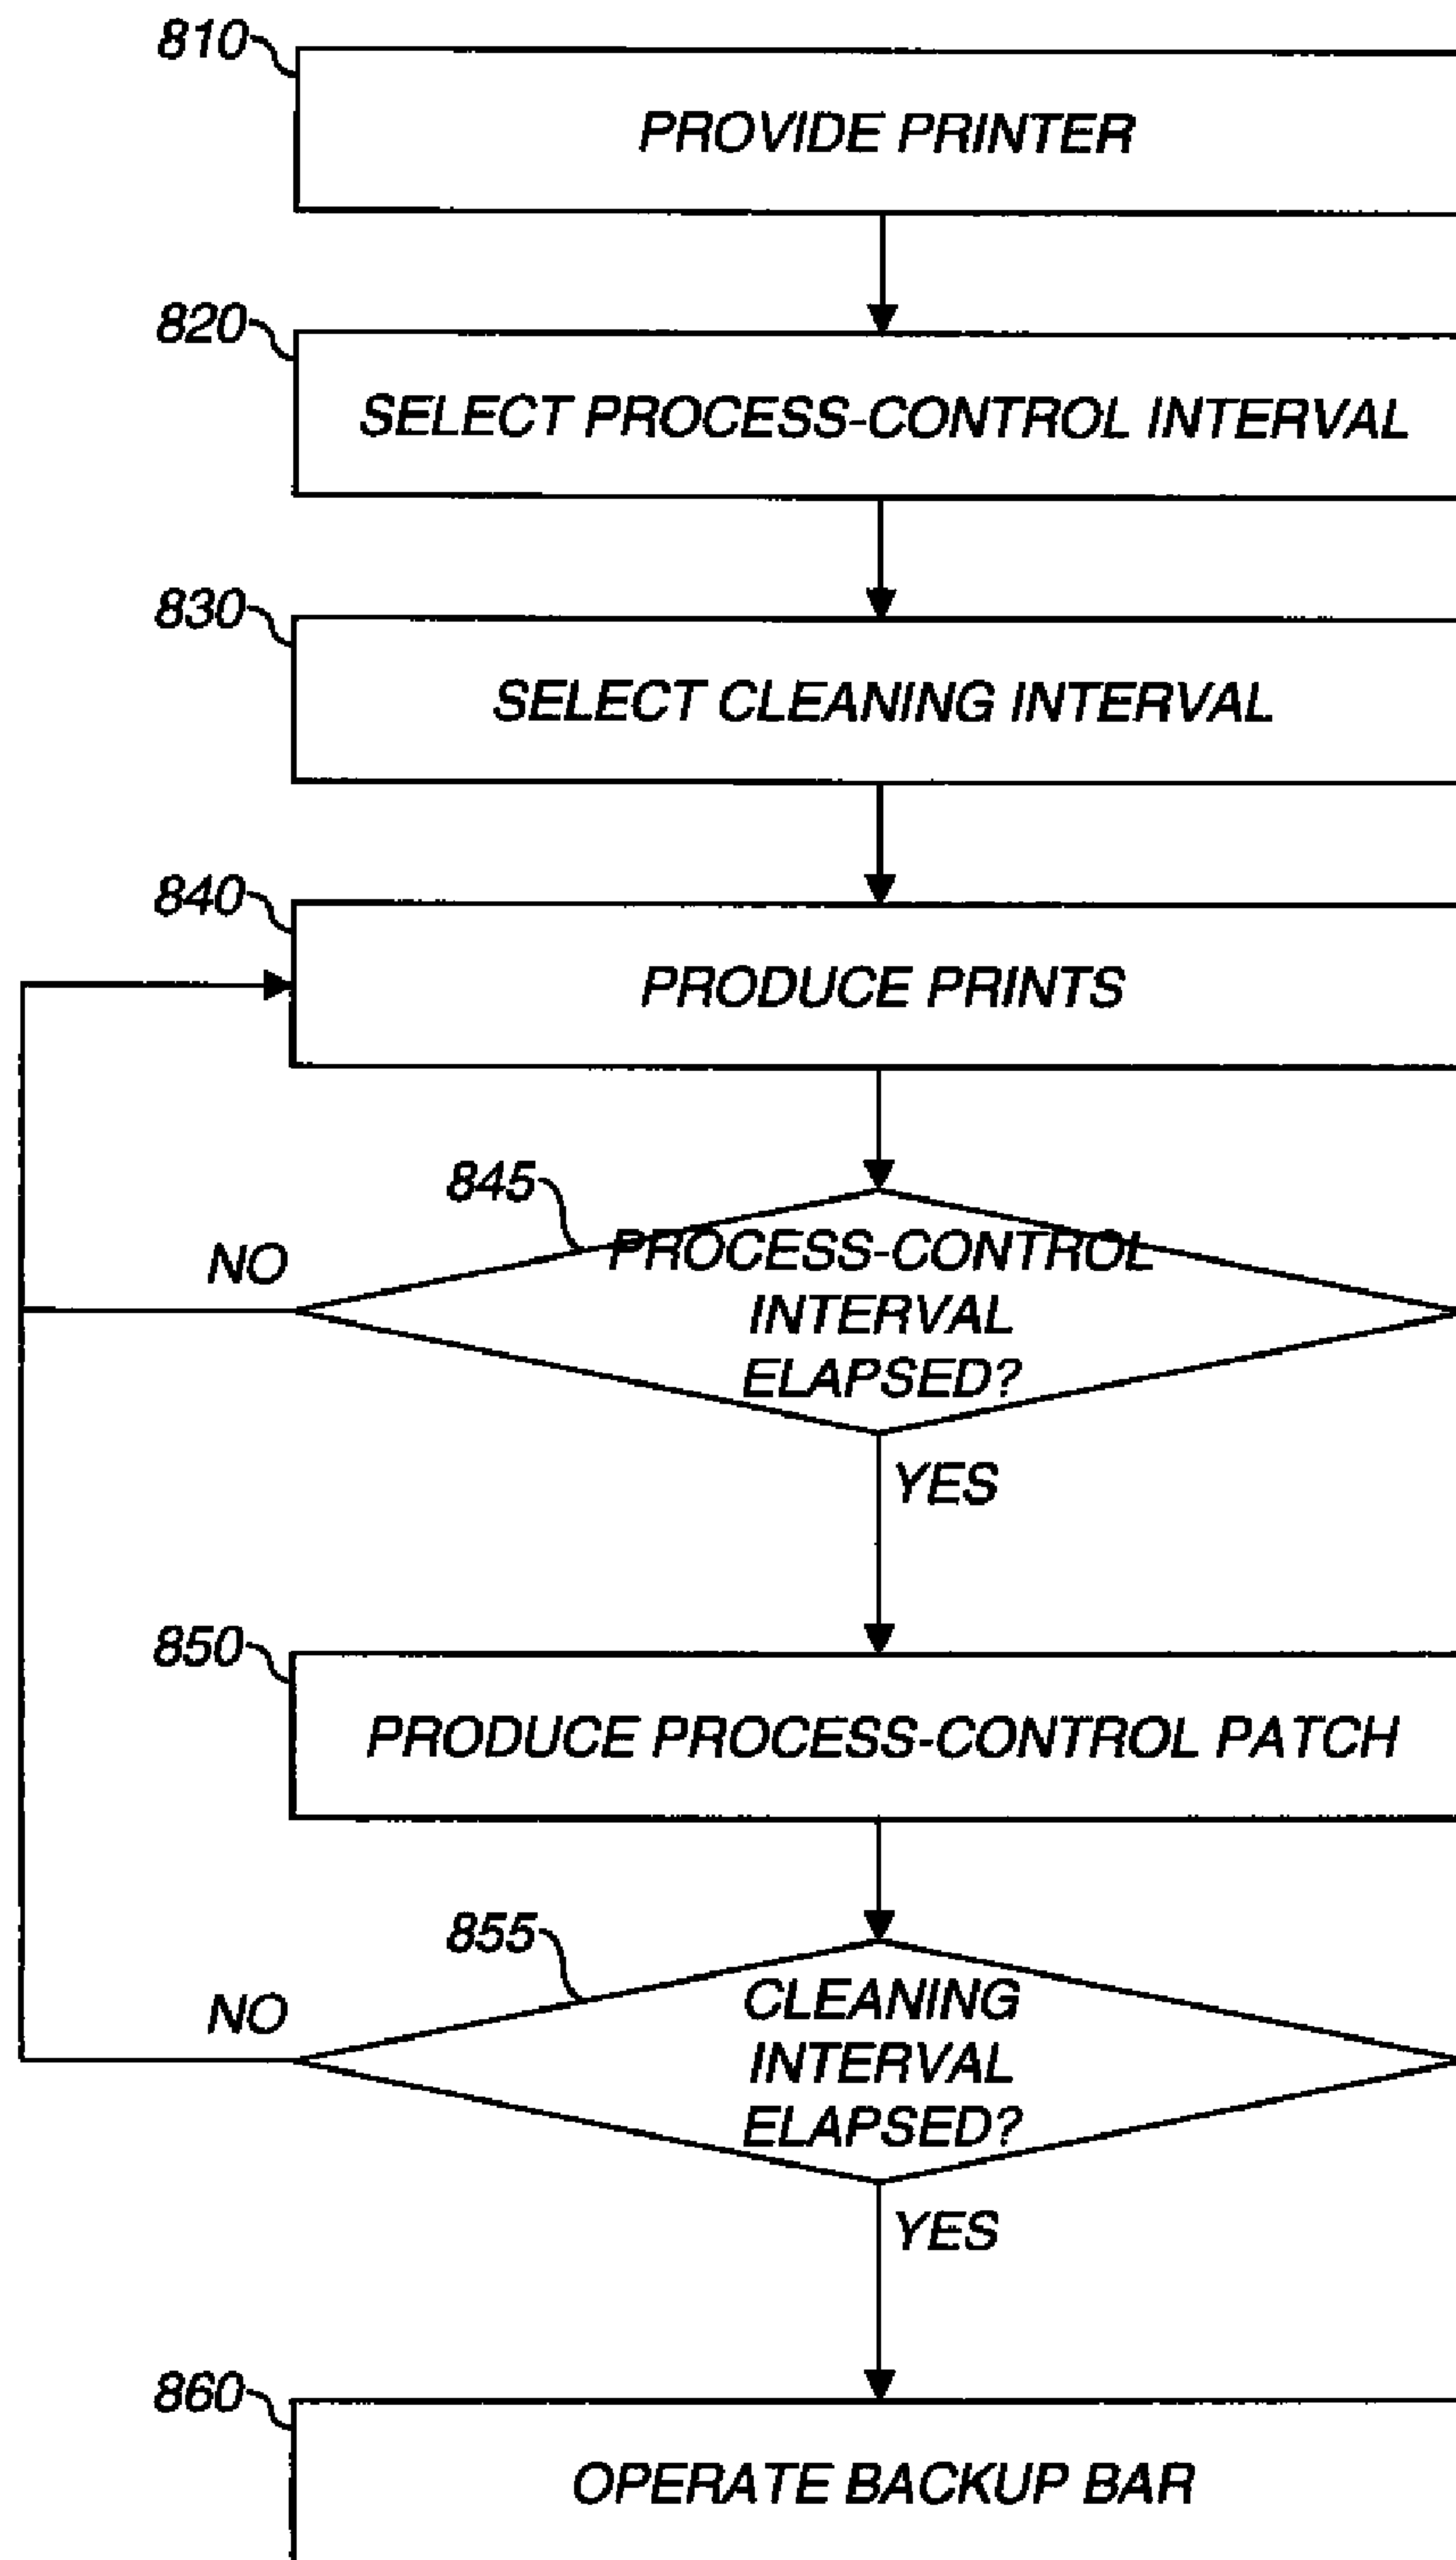 810
PROVIDE PRINTER
820
SELECT PROCESS-CONTROL INTERVAL
830
SELECT CLEANING INTERVAL
840
PRODUCE PRINTS
845
NO
PROCESS-CONTROL
INTERVAL
ELAPSED?
YES
850
PRODUCE PROCESS-CONTROL PATCH
855
NO
CLEANING
INTERVAL
ELAPSED?
YES
860
OPERATE BACKUP BAR